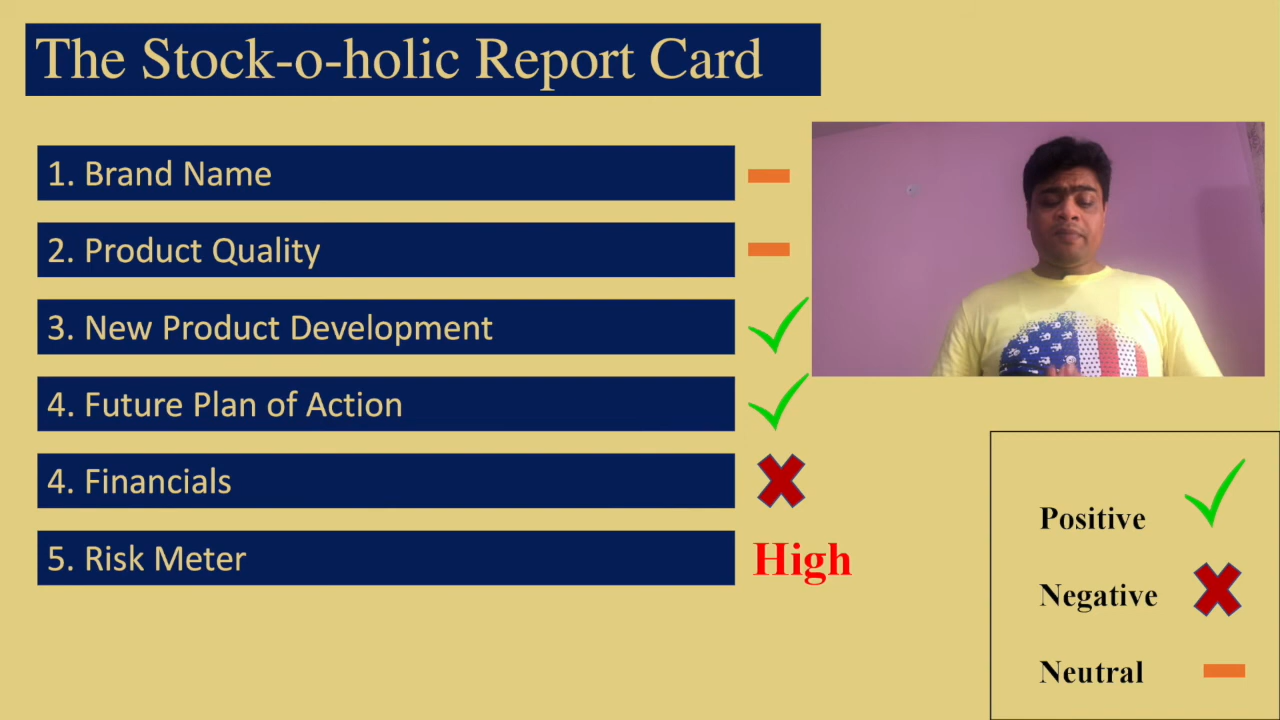 The Stock-o-holic Report Card
1. Brand Name
2. Product Quality
3. New Product Development
4. Future Plan of Action
4. Financials
5. Risk Meter
High
Positive
Negative
Neutral